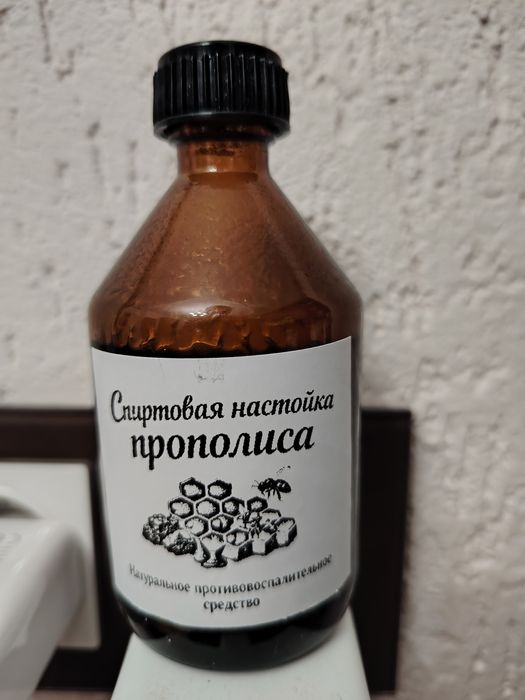 Спиртовая настойка
прополиса
Натуральное противовоспалительное
средство